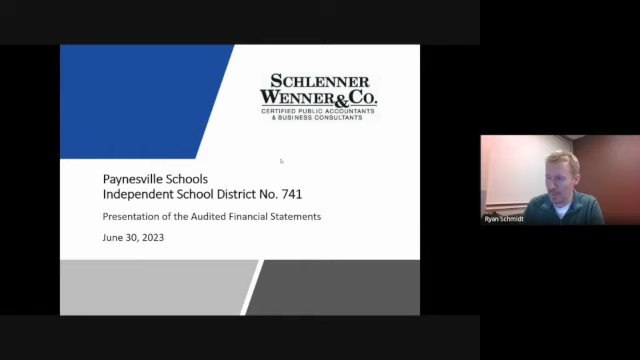 SCHLENNER
WENNER & CO.
CERTIFIED PUBLIC ACCOUNTANTS
& BUSINESS CONSULTANTS
Paynesville Schools
Independent School District No. 741
Presentation of the Audited Financial Statements
June 30, 2023
Ryan Schmidt